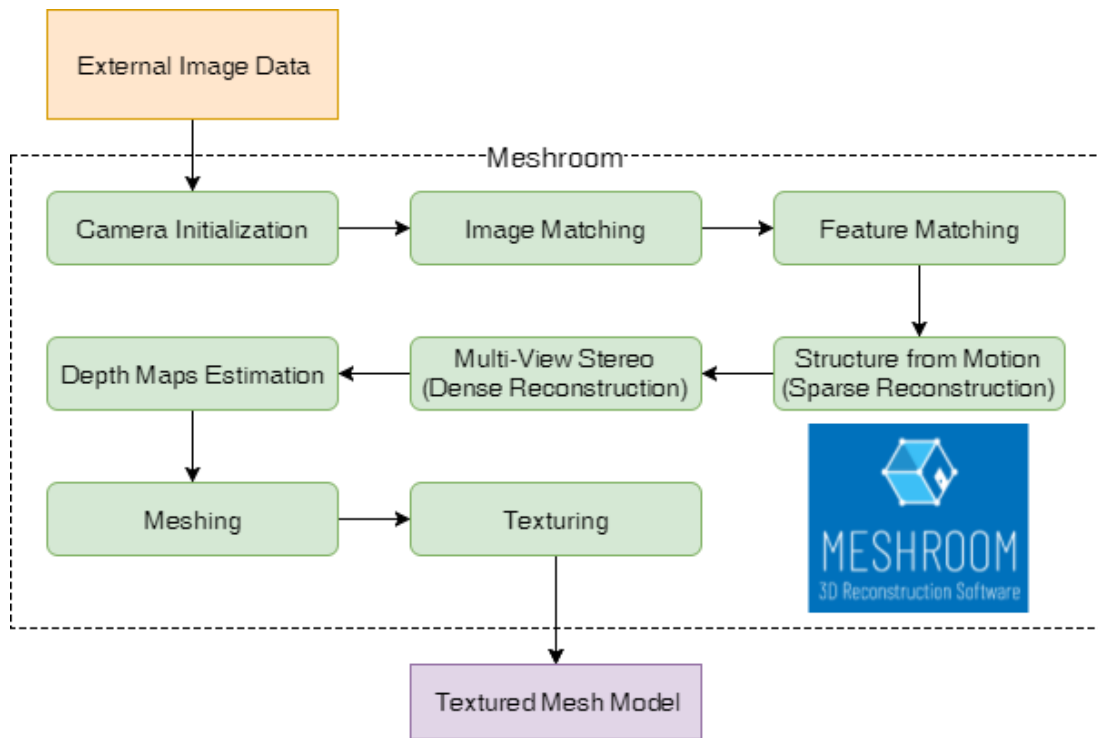 External Image Data
Meshroom
Camera Initialization
Image Matching
Feature Matching
Depth Maps Estimation
Multi-View Stereo
(Dense Reconstruction)
Structure from Motion
(Sparse Reconstruction)
Meshing
Texturing
MESHROOM
3D Reconstruction Software
Textured Mesh Model